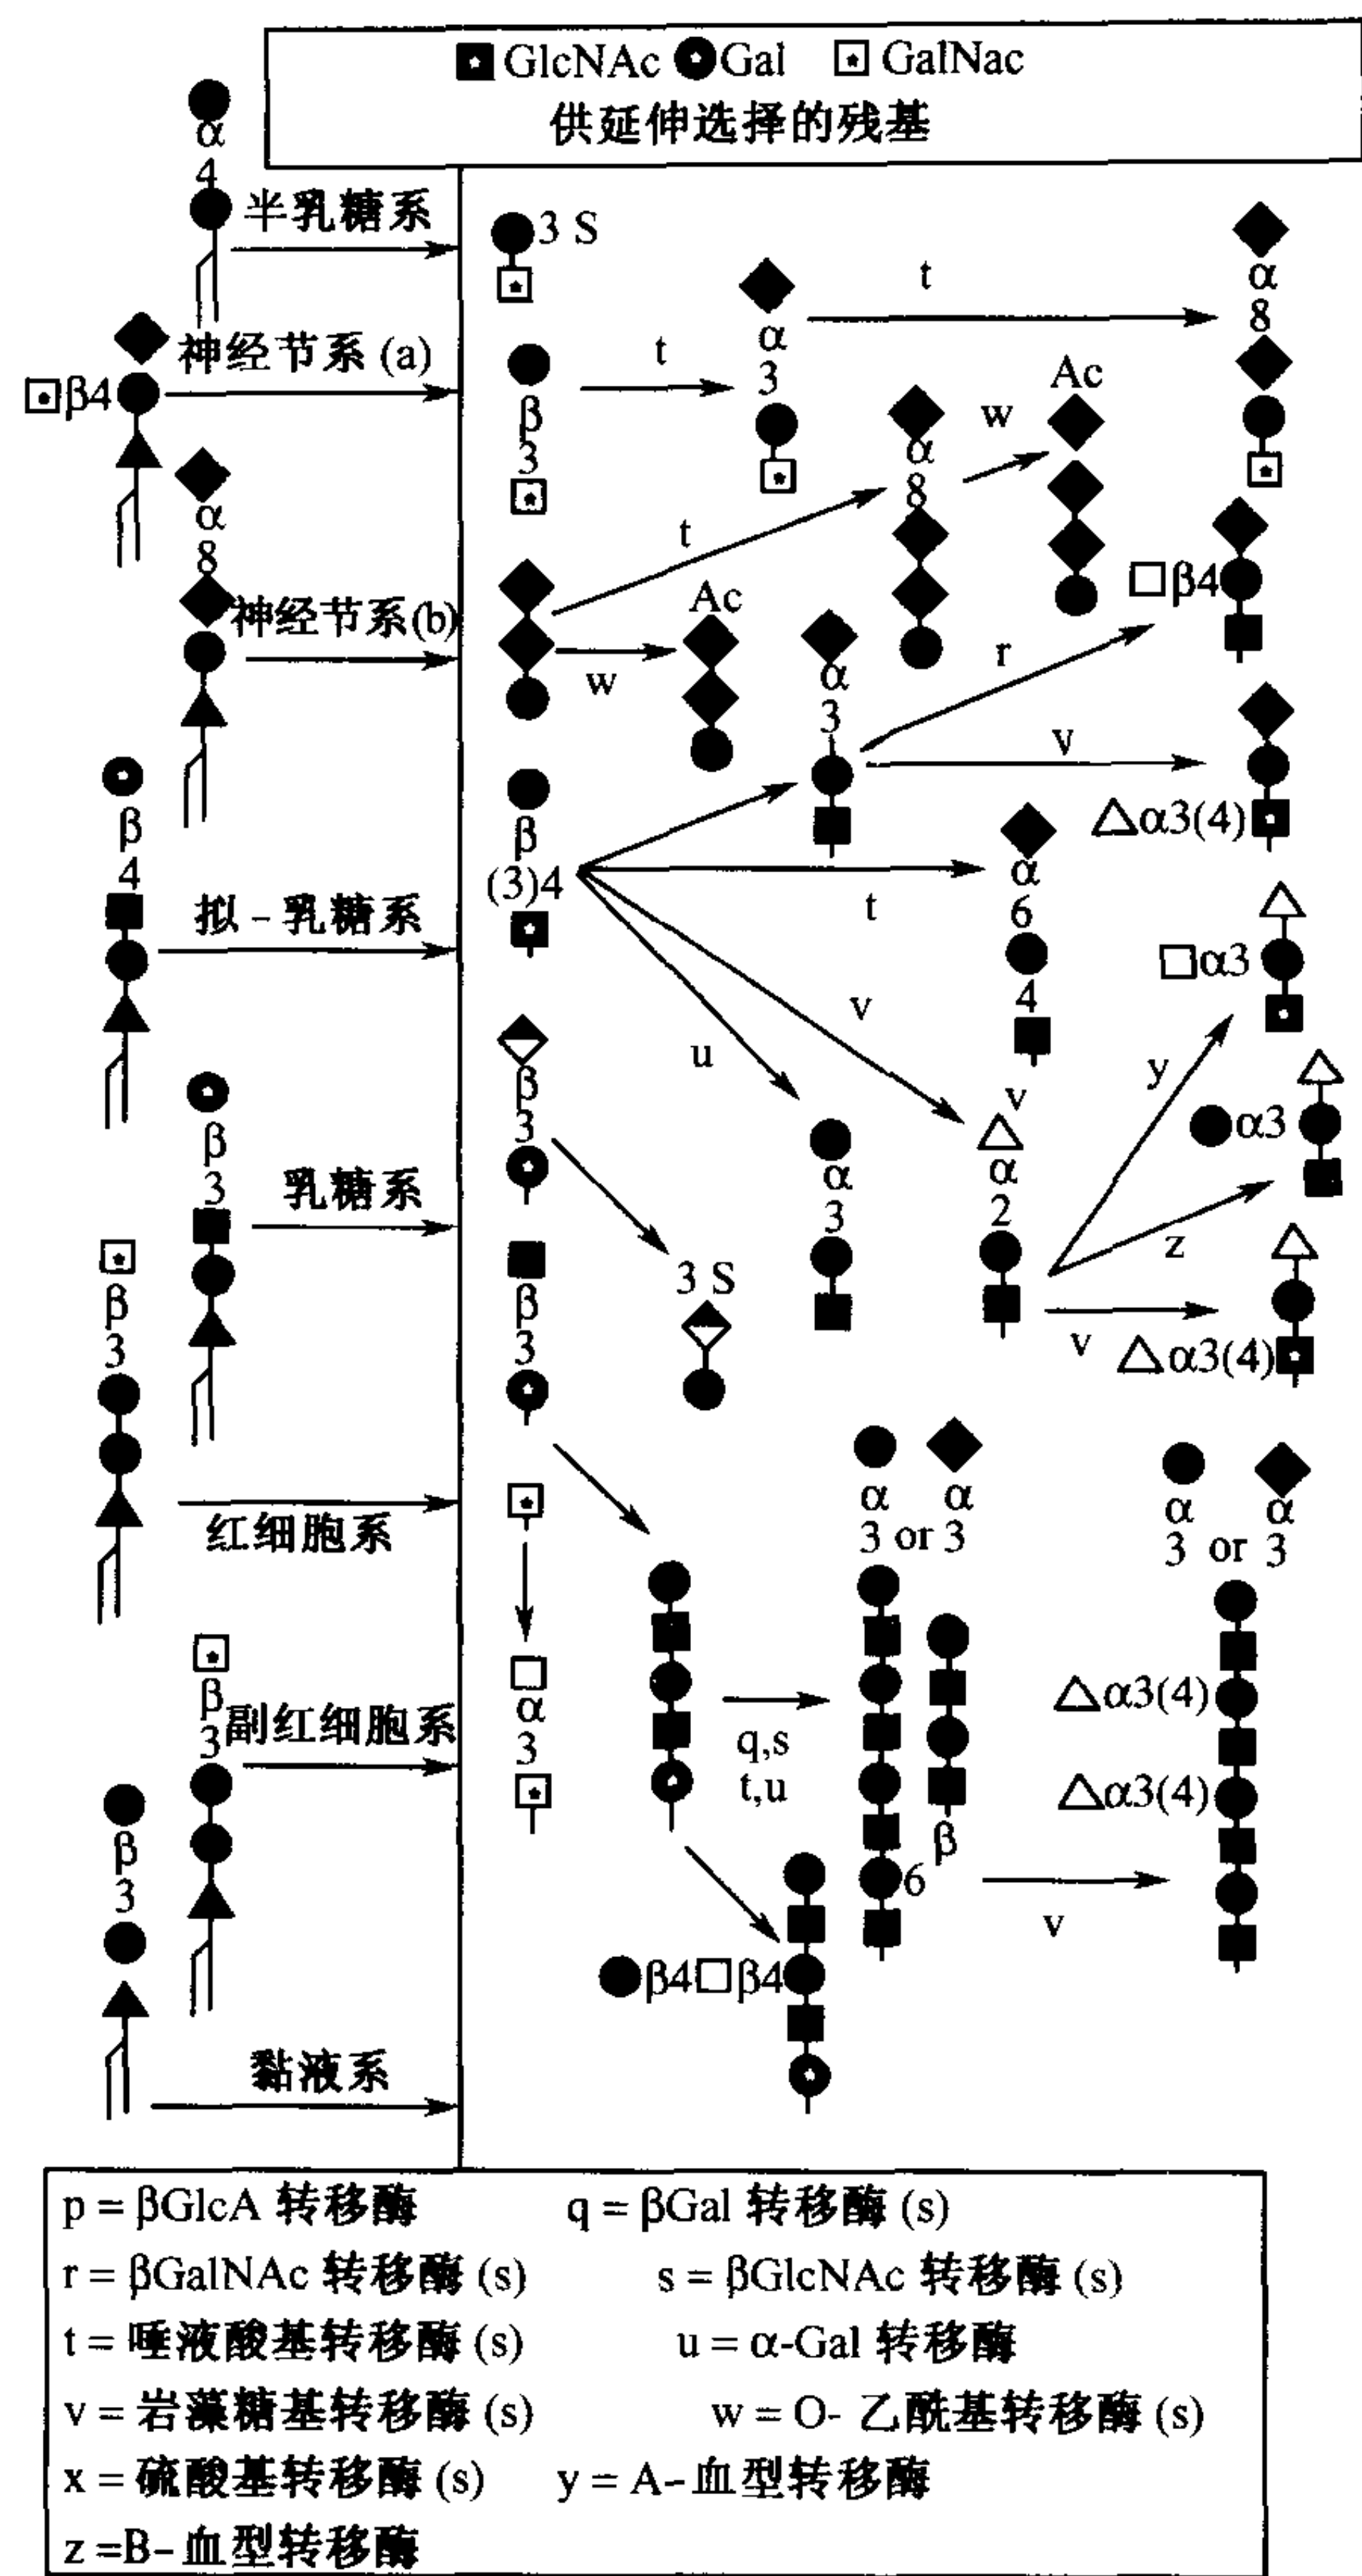 GlcNAc Gal GalNac
供延伸选择的残基
α
4
半乳糖系
神经节系 (a)
β4
α
8
神经节系(b)
β
4
拟-乳糖系
β
3
乳糖系
β
3
红细胞系
β
3
副红细胞系
β
3
黏液系
3 S
β
3
t
α
3
t
α
8
t
α
8
w
Ac
w
Ac
β
(3)4
α
3
r
β4
v
α3(4)
t
α
6
4
v
u
α
3
v
α
2
y
α3
α3
z
v
α3(4)
β
3
3 S
β
3
α
3
q,s
t,u
α α
3 or 3
6
β
β4 β4
v
α α
3 or 3
α3(4)
α3(4)
p = βGlcA 转移酶 q = βGal 转移酶 (s)
r = βGalNAc 转移酶 (s) s = βGlcNAc 转移酶 (s)
t = 唾液酸基转移酶 (s) u = α-Gal 转移酶
v = 岩藻糖基转移酶 (s) w = O- 乙酰基转移酶 (s)
x = 硫酸基转移酶 (s) y = A-血型转移酶
z =B-血型转移酶